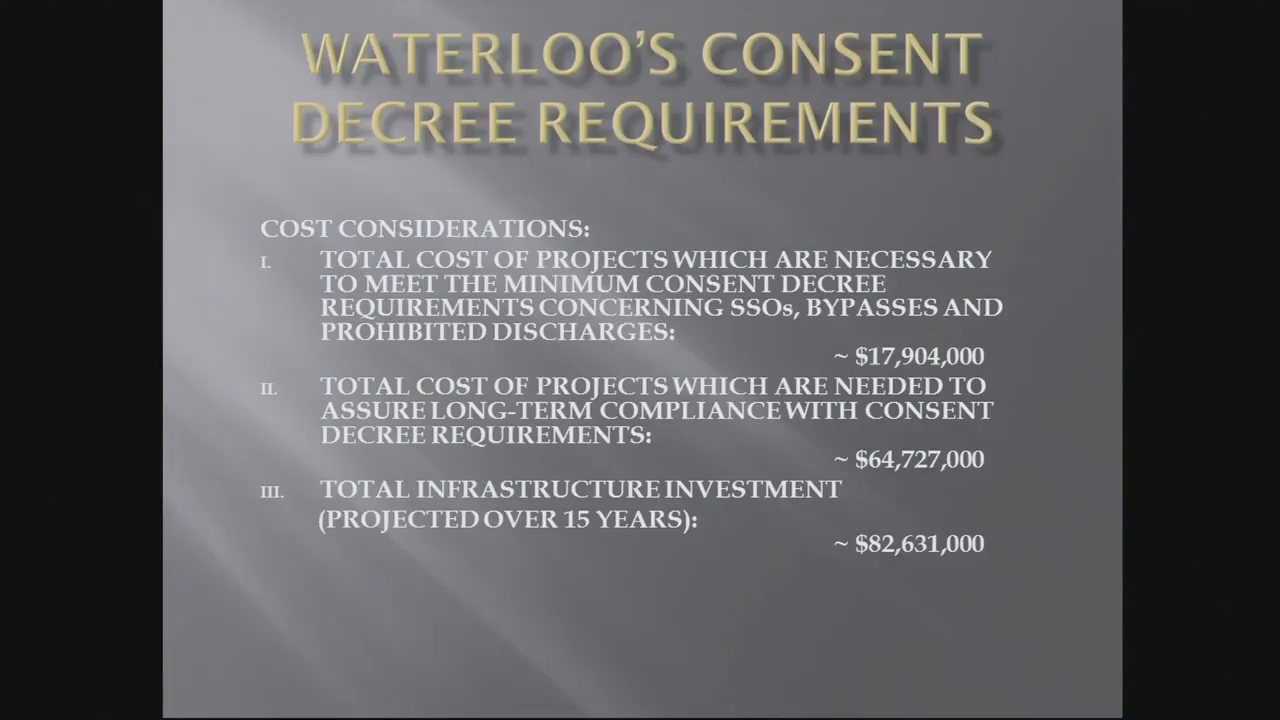 WATERLOO'S CONSENT
DECREE REQUIREMENTS
COST CONSIDERATIONS:
I. TOTAL COST OF PROJECTS WHICH ARE NECESSARY
TO MEET THE MINIMUM CONSENT DECREE
REQUIREMENTS CONCERNING SSOs, BYPASSES AND
PROHIBITED DISCHARGES:
~ $17,904,000
II. TOTAL COST OF PROJECTS WHICH ARE NEEDED TO
ASSURE LONG-TERM COMPLIANCE WITH CONSENT
DECREE REQUIREMENTS:
~ $64,727,000
III. TOTAL INFRASTRUCTURE INVESTMENT
(PROJECTED OVER 15 YEARS):
~ $82,631,000